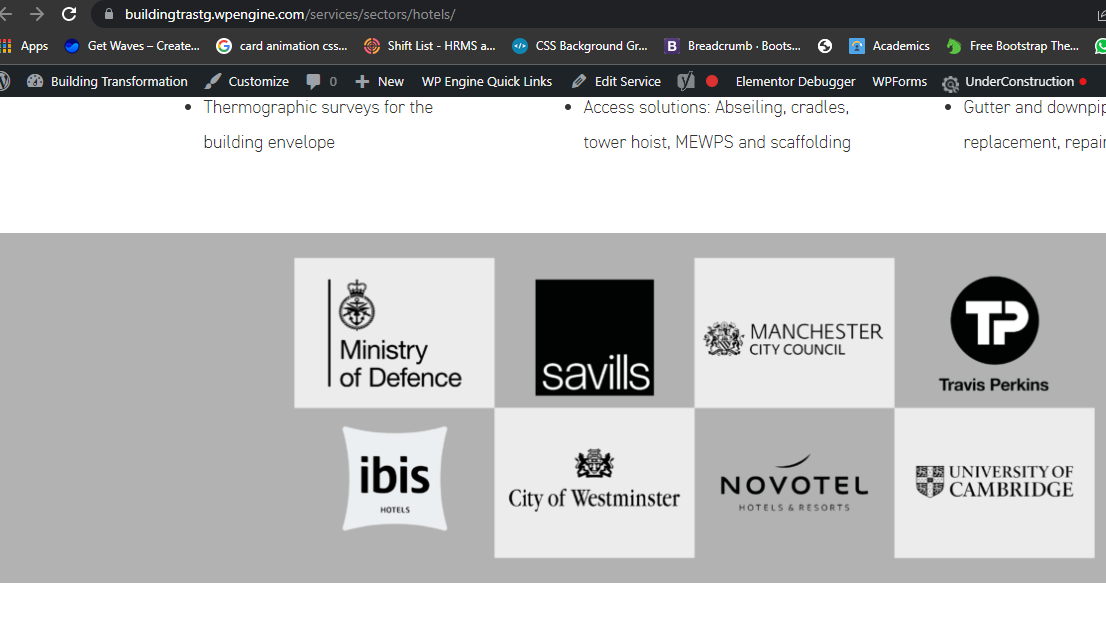 buildingtrastg.wpengine.com/services/sectors/hotels/
Apps Get Waves – Create... card animation css... Shift List - HRMS a... CSS Background Gr... B Breadcrumb · Boots... Academics Free Bootstrap The...
Building Transformation Customize 0 New WP Engine Quick Links Edit Service Elementor Debugger WPForms UnderConstruction
Thermographic surveys for the
building envelope
Access solutions: Abseiling, cradles,
tower hoist, MEWPS and scaffolding
Gutter and downpip
replacement, repair
Ministry
of Defence
savills
MANCHESTER
CITY COUNCIL
TP
Travis Perkins
ibis
HOTELS
City of Westminster
NOVOTEL
HOTELS & RESORTS
UNIVERSITY OF
CAMBRIDGE